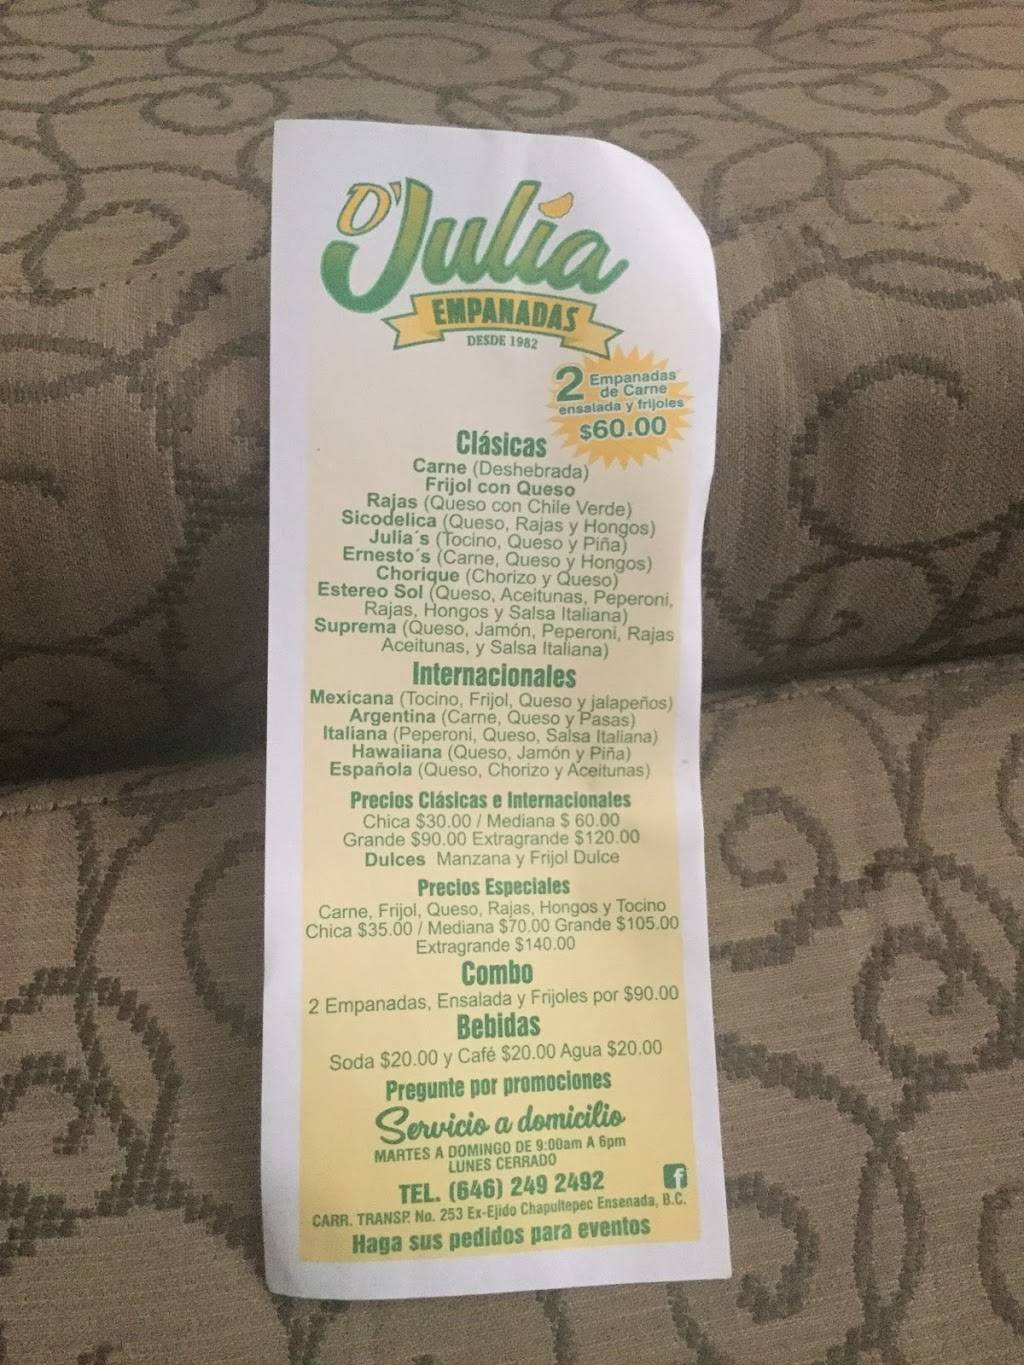 D'Julia
EMPANADAS
DESDE 1982
2 Empanadas
de Carne
ensalada y frijoles
$60.00
Clásicas
Carne (Deshebrada)
Frijol con Queso
Rajas (Queso con Chile Verde)
Sicodelica (Queso, Rajas y Hongos)
Julia´s (Tocino, Queso y Piña)
Ernesto´s (Carne, Queso y Hongos)
Chorique (Chorizo y Queso)
Estereo Sol (Queso, Aceitunas, Peperoni,
Rajas, Hongos y Salsa Italiana)
Suprema (Queso, Jamón, Peperoni, Rajas
Aceitunas, y Salsa Italiana)
Internacionales
Mexicana (Tocino, Frijol, Queso y jalapeños)
Argentina (Carne, Queso y Pasas)
Italiana (Peperoni, Queso, Salsa Italiana)
Hawaiiana (Queso, Jamón y Piña)
Española (Queso, Chorizo y Aceitunas)
Precios Clásicas e Internacionales
Chica $30.00 / Mediana $ 60.00
Grande $90.00 Extragrande $120.00
Dulces Manzana y Frijol Dulce
Precios Especiales
Carne, Frijol, Queso, Rajas, Hongos y Tocino
Chica $35.00 / Mediana $70.00 Grande $105.00
Extragrande $140.00
Combo
2 Empanadas, Ensalada y Frijoles por $90.00
Bebidas
Soda $20.00 y Café $20.00 Agua $20.00
Pregunte por promociones
Servicio a domicilio
MARTES A DOMINGO DE 9:00am A 6pm
LUNES CERRADO
TEL. (646) 249 2492 f
CARR. TRANSP. No. 253 Ex-Ejido Chapultepec Ensenada, B.C.
Haga sus pedidos para eventos